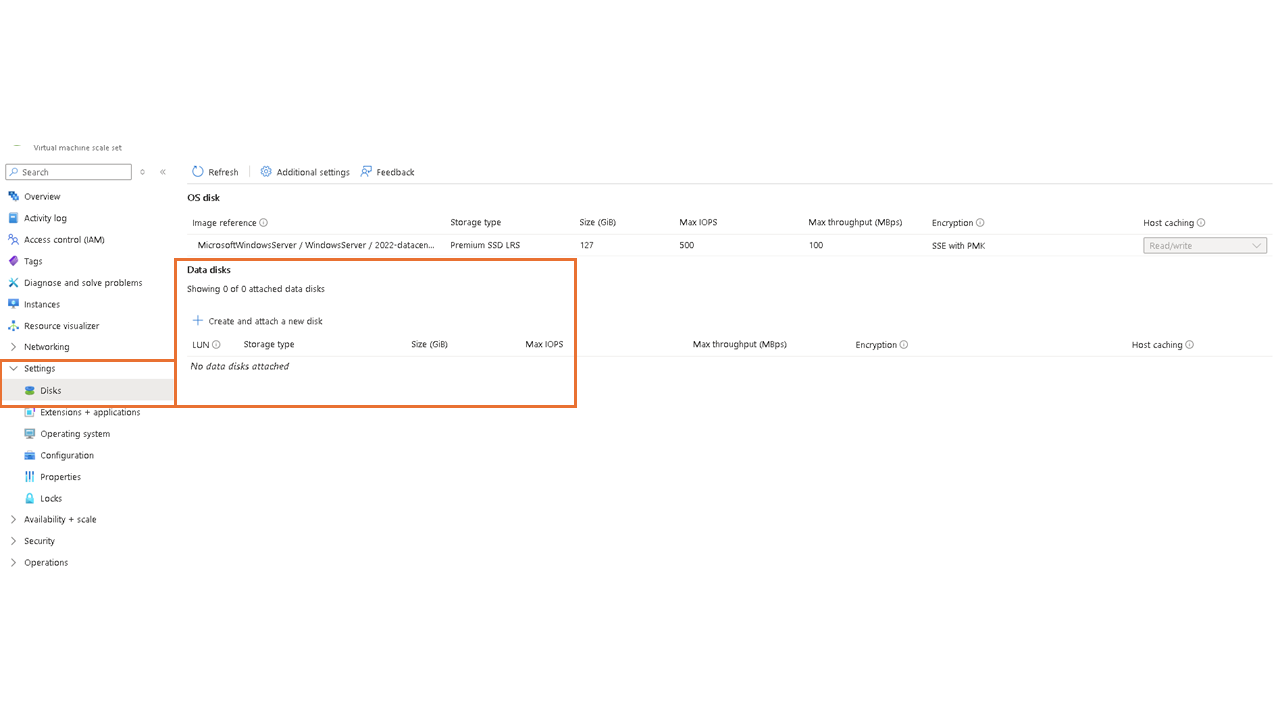 Virtual machine scale set
Search
Refresh Additional settings Feedback
Overview
Activity log
Access control (IAM)
Tags
Diagnose and solve problems
Instances
Resource visualizer
Networking
Settings
Disks
Extensions + applications
Operating system
Configuration
Properties
Locks
Availability + scale
Security
Operations
OS disk
Image reference Storage type Size (GiB) Max IOPS Max throughput (MBps) Encryption Host caching
MicrosoftWindowsServer / WindowsServer / 2022-datacen... Premium SSD LRS 127 500 100 SSE with PMK Read/write
Data disks
Showing 0 of 0 attached data disks
Create and attach a new disk
LUN Storage type Size (GiB) Max IOPS Max throughput (MBps) Encryption Host caching
No data disks attached